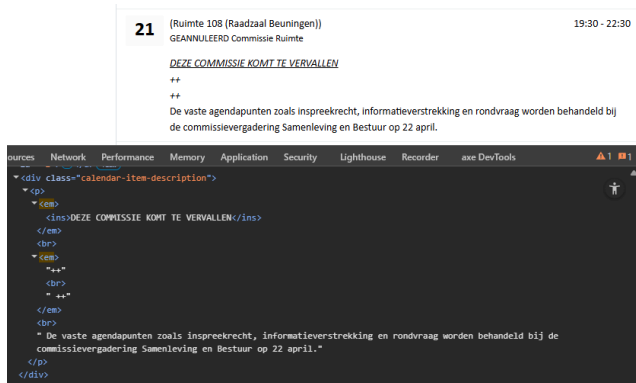 21
(Ruimte 108 (Raadzaal Beuningen))
19:30 - 22:30
GEANNULEERD Commissie Ruimte
DEZE COMMISSIE KOMT TE VERVALLEN
++
++
De vaste agendapunten zoals inspreekrecht, informatieverstrekking en rondvraag worden behandeld bij
de commissievergadering Samenleving en Bestuur op 22 april.
ources Network Performance Memory Application Security Lighthouse Recorder axe DevTools 1 1
<div class="calendar-item-description">
<p>
<em>
<ins>DEZE COMMISSIE KOMT TE VERVALLEN</ins>
</em>
<br>
<em>
"++"
<br>
" ++"
</em>
<br>
" De vaste agendapunten zoals inspreekrecht, informatieverstrekking en rondvraag worden behandeld bij de
commissievergadering Samenleving en Bestuur op 22 april."
</p>
</div>